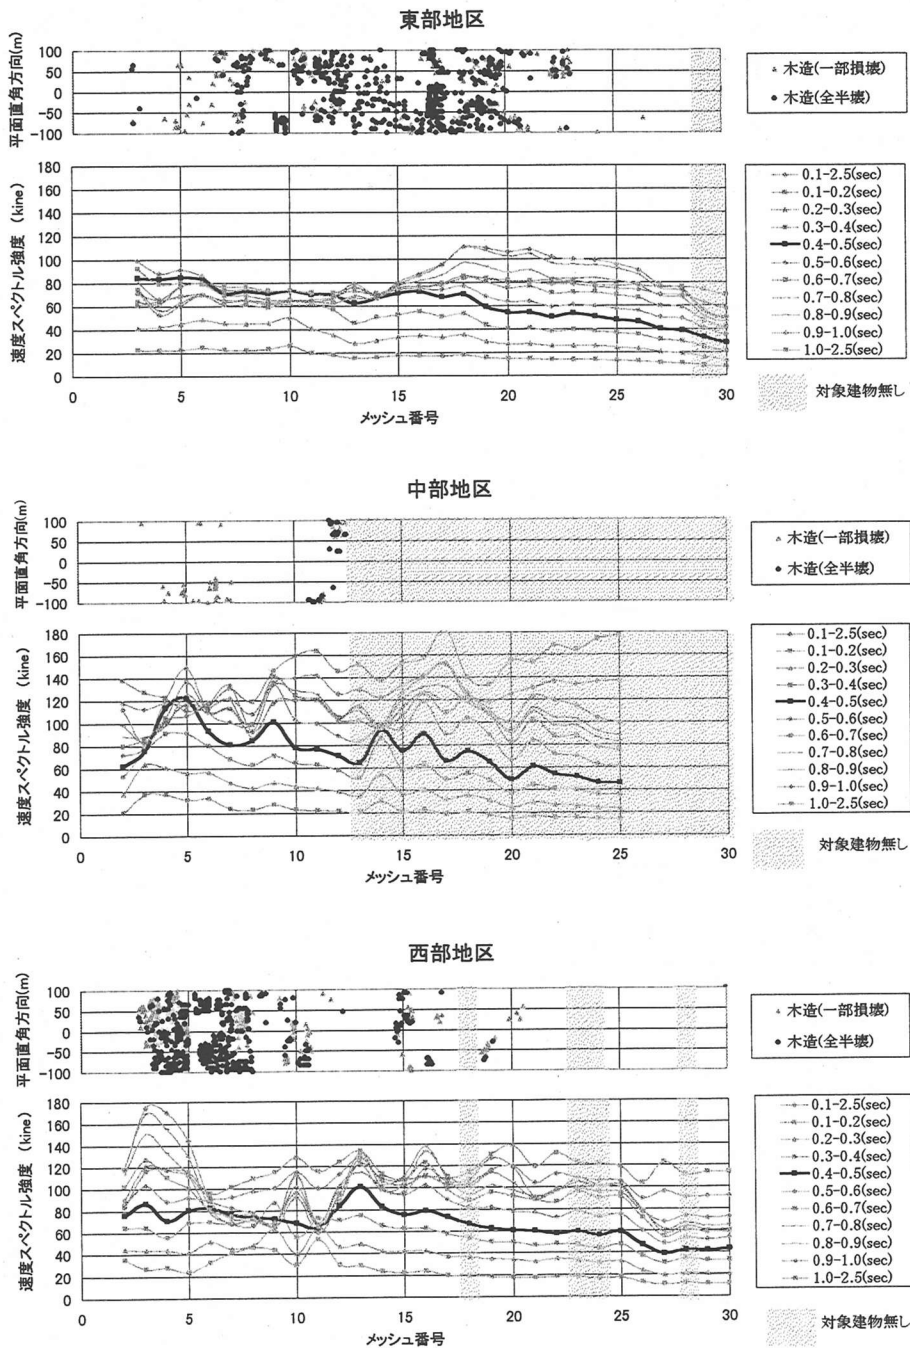 東部地区
平面直角方向(m)
100
50
0
-50
-100
木造(一部損壊)
木造(全半壊)
速度スペクトル強度 (kine)
180
160
140
120
100
80
60
40
20
0
0 5 10 15 20 25 30
メッシュ番号
0.1-2.5(sec)
0.1-0.2(sec)
0.2-0.3(sec)
0.3-0.4(sec)
0.4-0.5(sec)
0.5-0.6(sec)
0.6-0.7(sec)
0.7-0.8(sec)
0.8-0.9(sec)
0.9-1.0(sec)
1.0-2.5(sec)
対象建物無し
中部地区
平面直角方向(m)
100
50
0
-50
-100
木造(一部損壊)
木造(全半壊)
速度スペクトル強度 (kine)
180
160
140
120
100
80
60
40
20
0
0 5 10 15 20 25 30
メッシュ番号
0.1-2.5(sec)
0.1-0.2(sec)
0.2-0.3(sec)
0.3-0.4(sec)
0.4-0.5(sec)
0.5-0.6(sec)
0.6-0.7(sec)
0.7-0.8(sec)
0.8-0.9(sec)
0.9-1.0(sec)
1.0-2.5(sec)
対象建物無し
西部地区
平面直角方向(m)
100
50
0
-50
-100
木造(一部損壊)
木造(全半壊)
速度スペクトル強度 (kine)
180
160
140
120
100
80
60
40
20
0
0 5 10 15 20 25 30
メッシュ番号
0.1-2.5(sec)
0.1-0.2(sec)
0.2-0.3(sec)
0.3-0.4(sec)
0.4-0.5(sec)
0.5-0.6(sec)
0.6-0.7(sec)
0.7-0.8(sec)
0.8-0.9(sec)
0.9-1.0(sec)
1.0-2.5(sec)
対象建物無し